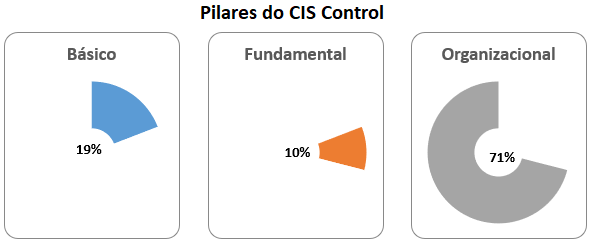 Pilares do CIS Control
Básico
Fundamental
Organizacional
19%
10%
71%